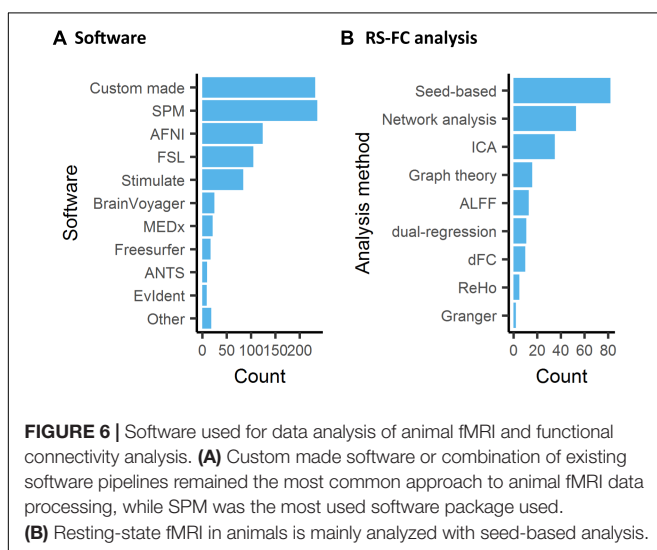 A Software
Software
Custom made
SPM
AFNI
FSL
Stimulate
BrainVoyager
MEDx
Freesurfer
ANTS
EvIdent
Other
0 50 100 150 200
Count
B RS-FC analysis
Analysis method
Seed-based
Network analysis
ICA
Graph theory
ALFF
dual-regression
dFC
ReHo
Granger
0 20 40 60 80
Count
FIGURE 6 | Software used for data analysis of animal fMRI and functional
connectivity analysis. (A) Custom made software or combination of existing
software pipelines remained the most common approach to animal fMRI data
processing, while SPM was the most used software package used.
(B) Resting-state fMRI in animals is mainly analyzed with seed-based analysis.